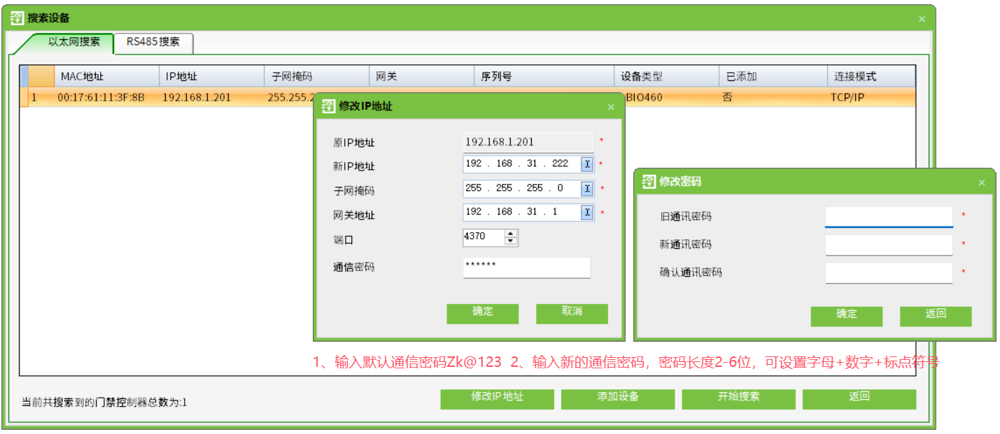 搜索设备
以太网搜索 RS485搜索
MAC地址 IP地址 子网掩码 网关 序列号 设备类型 已添加 连接模式
1 00:17:61:11:3F:8B 192.168.1.201 255.255.2 BIO460 否 TCP/IP
修改IP地址
原IP地址 192.168.1.201 *
新IP地址 192 . 168 . 31 . 222 *
子网掩码 255 . 255 . 255 . 0 *
网关地址 192 . 168 . 31 . 1 *
端口 4370
通信密码 ******
确定 取消
修改密码
旧通讯密码 *
新通讯密码 *
确认通讯密码 *
确定 返回
1、输入默认通信密码Zk@123 2、输入新的通信密码，密码长度2-6位，可设置字母+数字+标点符号
当前共搜索到的门禁控制器总数为:1
修改IP地址 添加设备 开始搜索 返回